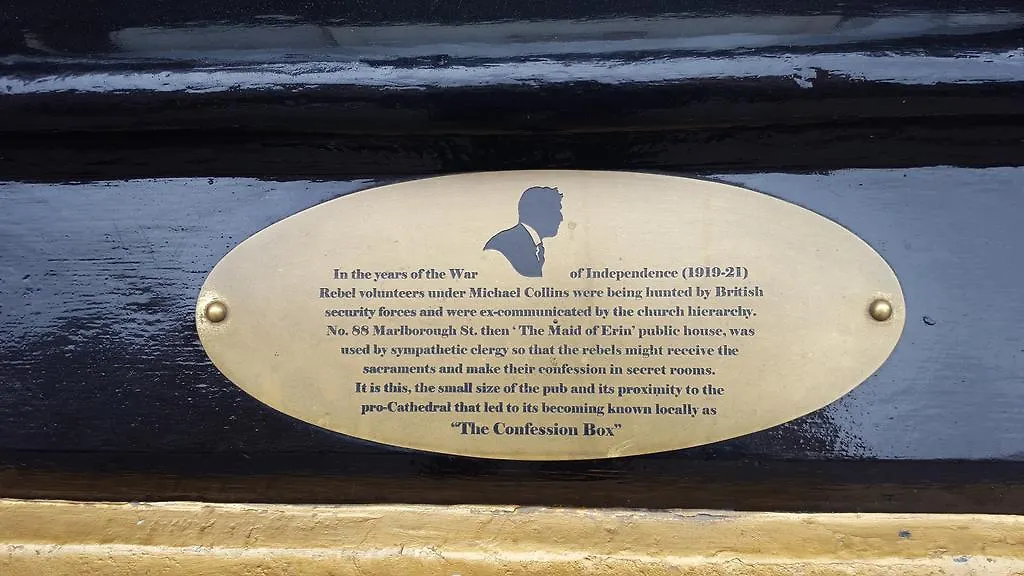 In the years of the War of Independence (1919-21)
Rebel volunteers under Michael Collins were being hunted by British
security forces and were ex-communicated by the church hierarchy.
No. 88 Marlborough St. then ‘The Maid of Erin’ public house, was
used by sympathetic clergy so that the rebels might receive the
sacraments and make their confession in secret rooms.
It is this, the small size of the pub and its proximity to the
pro-Cathedral that led to its becoming known locally as
“The Confession Box”